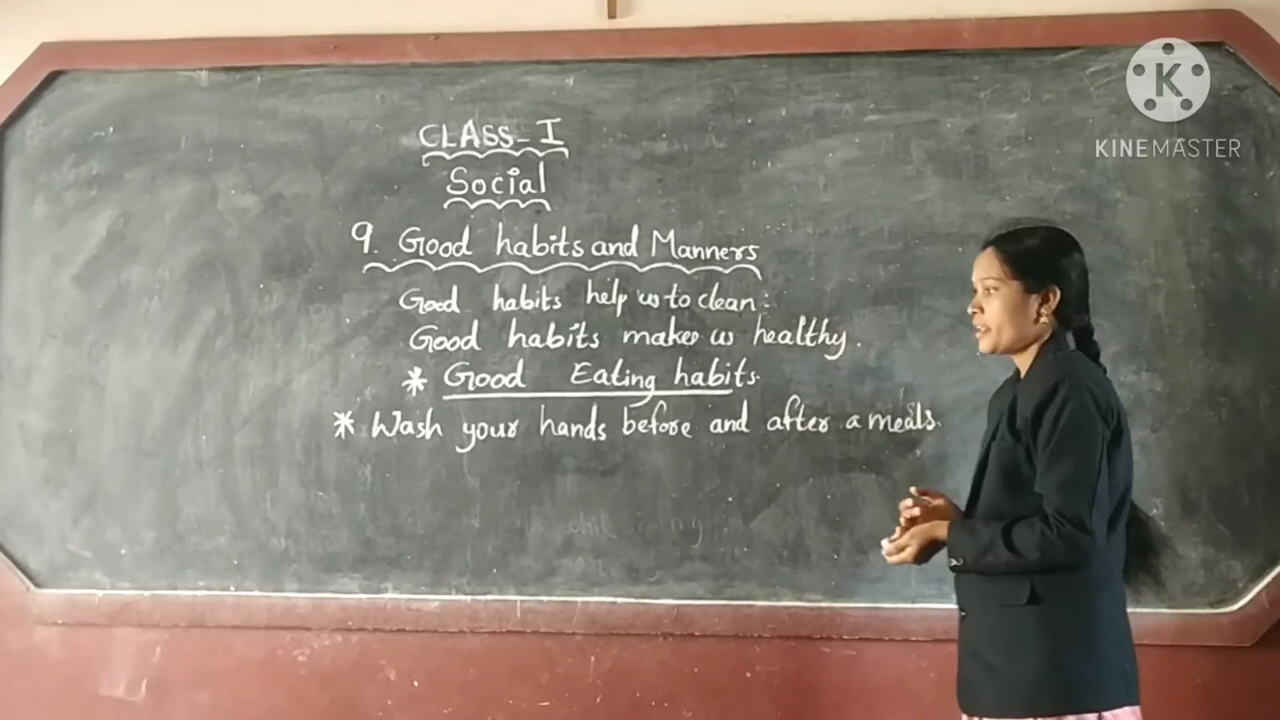 CLASS-I
Social
9. Good habits and Manners
Good habits help us to clean.
Good habits makes us healthy.
* Good Eating habits.
* Wash your hands before and after a meals.
K
KINEMASTER